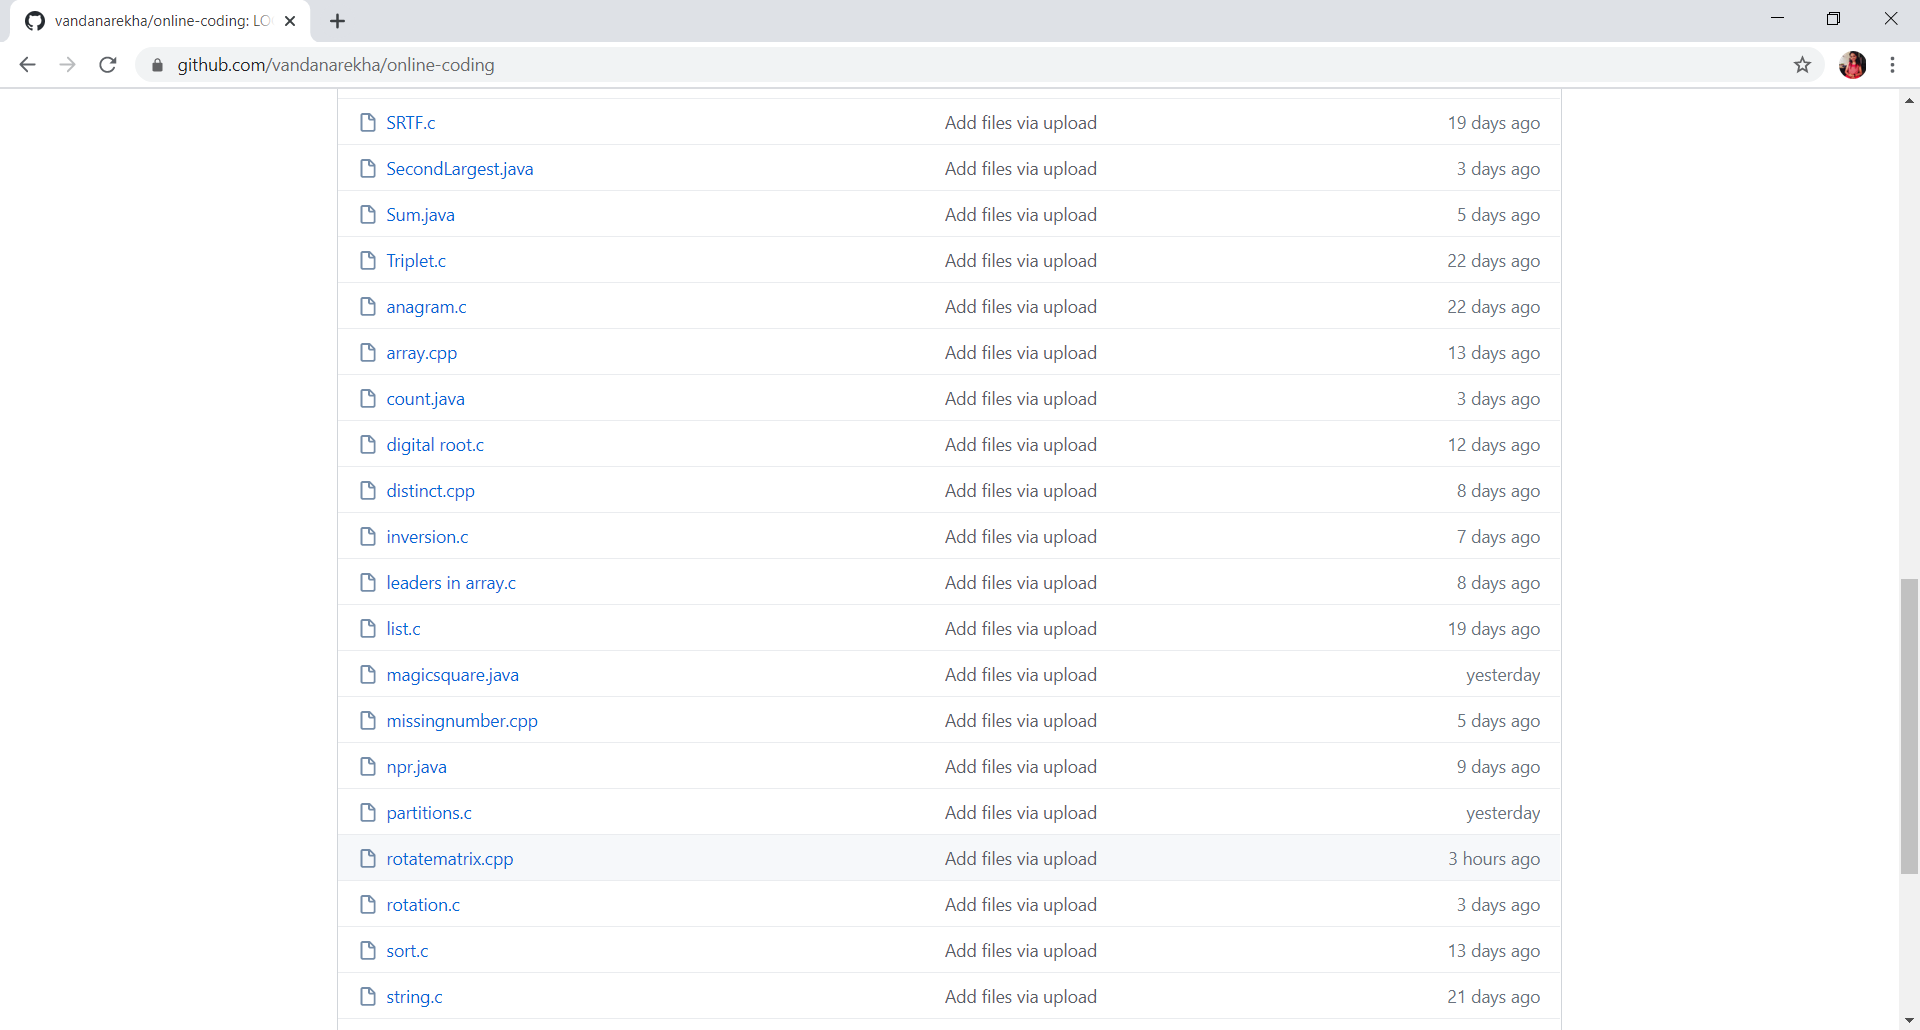 vandanarekha/online-coding: LO
github.com/vandanarekha/online-coding
SRTF.c Add files via upload 19 days ago
SecondLargest.java Add files via upload 3 days ago
Sum.java Add files via upload 5 days ago
Triplet.c Add files via upload 22 days ago
anagram.c Add files via upload 22 days ago
array.cpp Add files via upload 13 days ago
count.java Add files via upload 3 days ago
digital root.c Add files via upload 12 days ago
distinct.cpp Add files via upload 8 days ago
inversion.c Add files via upload 7 days ago
leaders in array.c Add files via upload 8 days ago
list.c Add files via upload 19 days ago
magicsquare.java Add files via upload yesterday
missingnumber.cpp Add files via upload 5 days ago
npr.java Add files via upload 9 days ago
partitions.c Add files via upload yesterday
rotatematrix.cpp Add files via upload 3 hours ago
rotation.c Add files via upload 3 days ago
sort.c Add files via upload 13 days ago
string.c Add files via upload 21 days ago